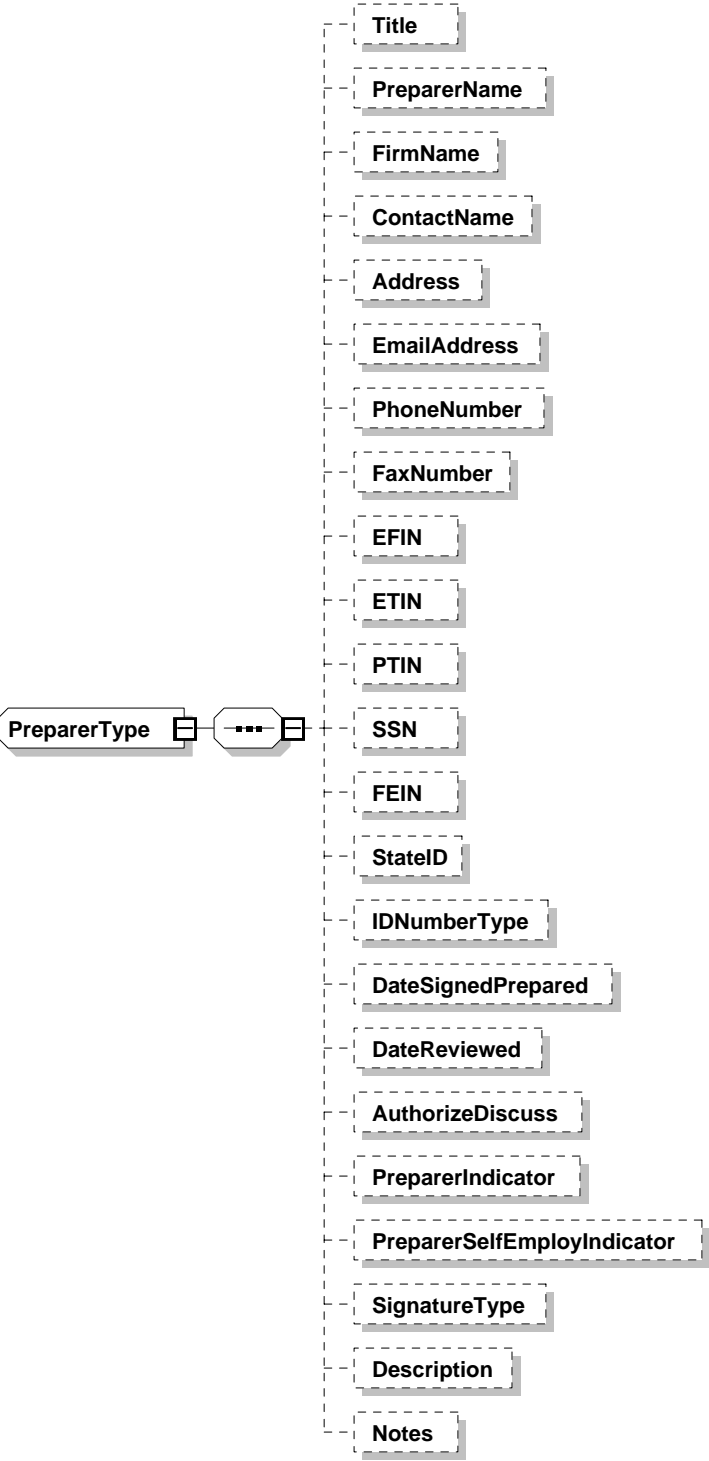 Title
PreparerName
FirmName
ContactName
Address
EmailAddress
PhoneNumber
FaxNumber
EFIN
ETIN
PTIN
PreparerType
SSN
FEIN
StateID
IDNumberType
DateSignedPrepared
DateReviewed
AuthorizeDiscuss
PreparerIndicator
PreparerSelfEmployIndicator
SignatureType
Description
Notes